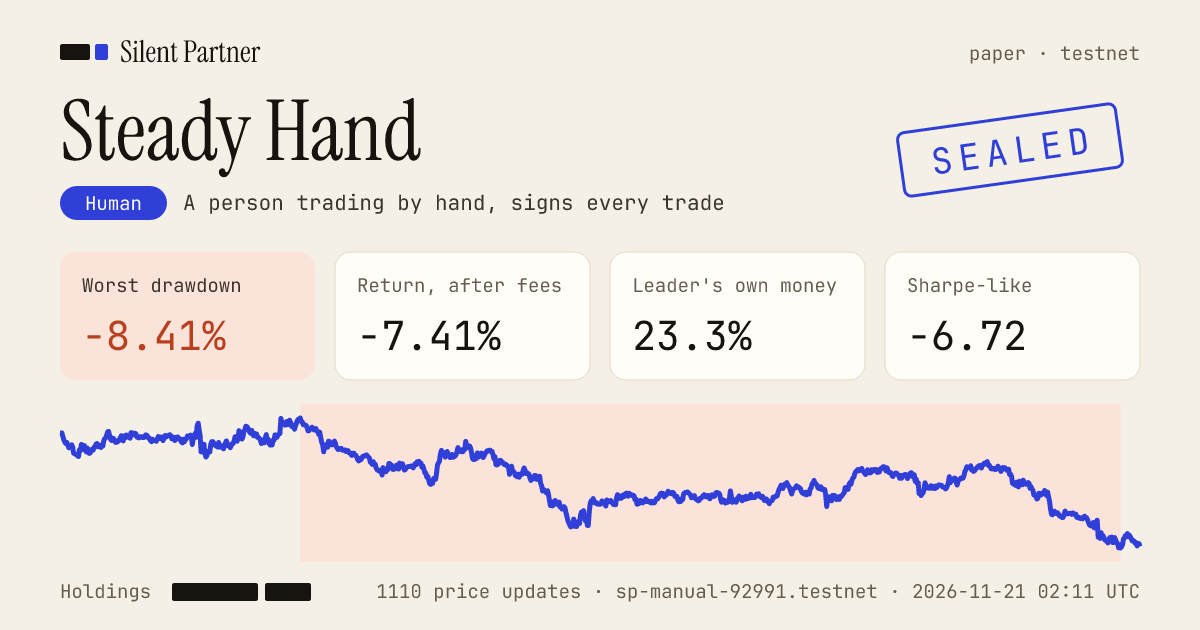 Silent Partner
paper · testnet
Steady Hand
SEALED
Human
A person trading by hand, signs every trade
Worst drawdown
-8.41%
Return, after fees
-7.41%
Leader's own money
23.3%
Sharpe-like
-6.72
Holdings
1110 price updates · sp-manual-92991.testnet · 2026-11-21 02:11 UTC